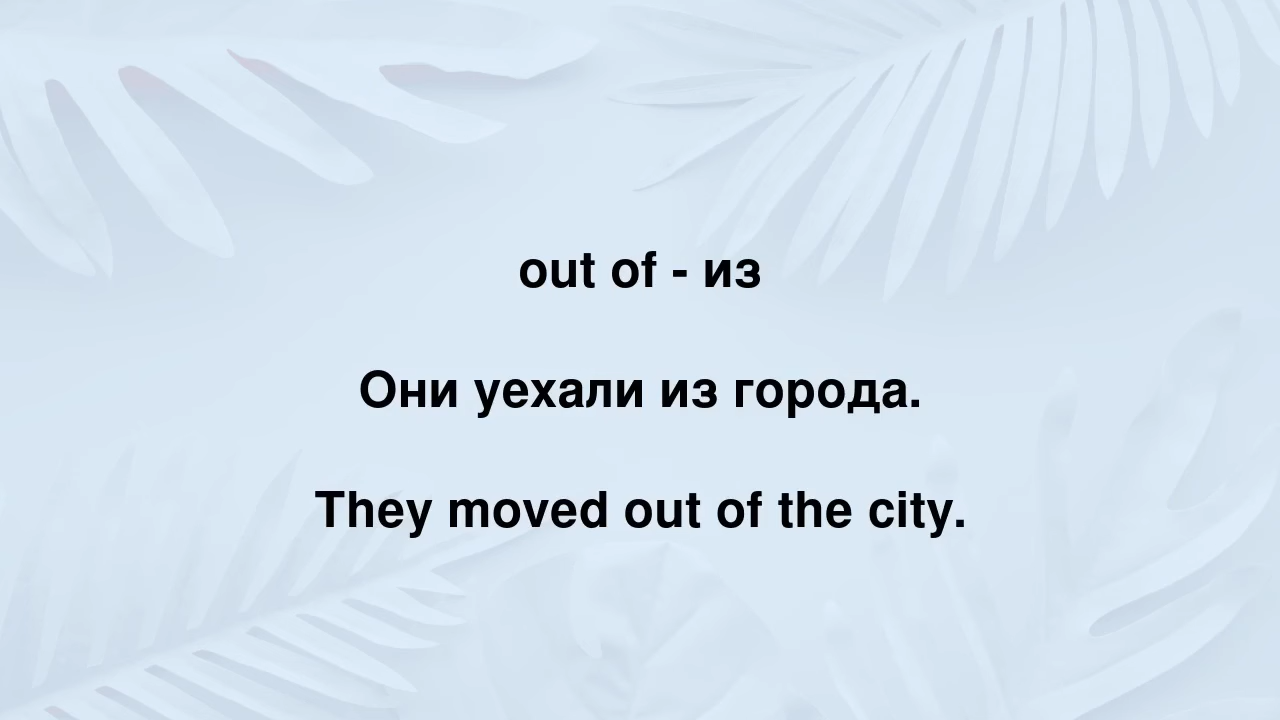 out of - из
Они уехали из города.
They moved out of the city.